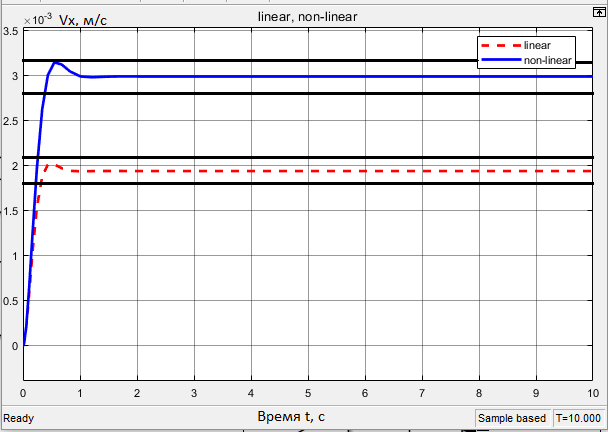 ×10⁻³ Vx, м/с
linear, non-linear
linear
non-linear
3.5
3
2.5
2
1.5
1
0.5
0
0 1 2 3 4 5 6 7 8 9 10
Ready
Время t, с
Sample based
T=10.000